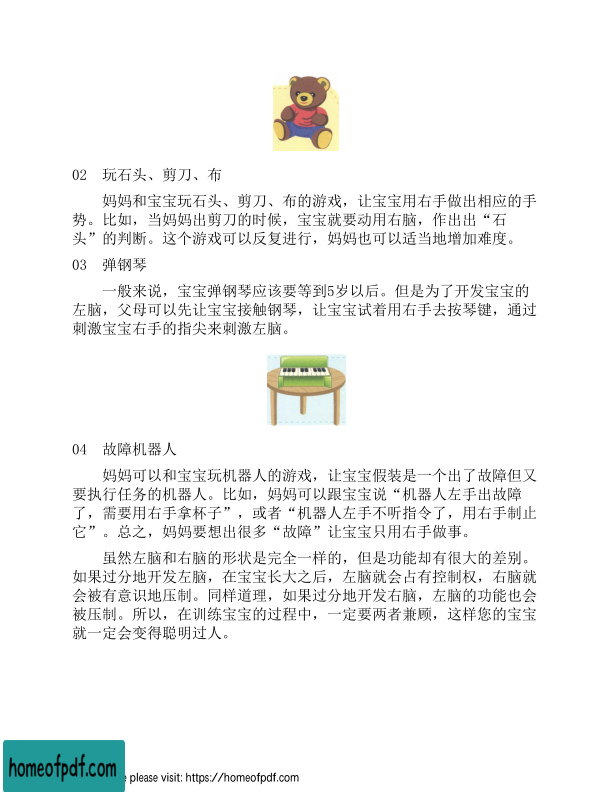 02 玩石头、剪刀、布
妈妈和宝宝玩石头、剪刀、布的游戏，让宝宝用右手做出相应的手
势。比如，当妈妈出剪刀的时候，宝宝就要动用右脑，作出出“石
头”的判断。这个游戏可以反复进行，妈妈也可以适当地增加难度。
03 弹钢琴
一般来说，宝宝弹钢琴应该要等到5岁以后。但是为了开发宝宝的
左脑，父母可以先让宝宝接触钢琴，让宝宝试着用右手去按琴键，通过
刺激宝宝右手的指尖来刺激左脑。
04 故障机器人
妈妈可以和宝宝玩机器人的游戏，让宝宝假装是一个出了故障但又
要执行任务的机器人。比如，妈妈可以跟宝宝说“机器人左手出故障
了，需要用右手拿杯子”，或者“机器人左手不听指令了，用右手制止
它”。总之，妈妈要想出很多“故障”让宝宝只用右手做事。
虽然左脑和右脑的形状是完全一样的，但是功能却有很大的差别。
如果过分地开发左脑，在宝宝长大之后，左脑就会占有控制权，右脑就
会被有意识地压制。同样道理，如果过分地开发右脑，左脑的功能也会
被压制。所以，在训练宝宝的过程中，一定要两者兼顾，这样您的宝宝
就一定会变得聪明过人。
homeofpdf.com
please visit: https://homeofpdf.com